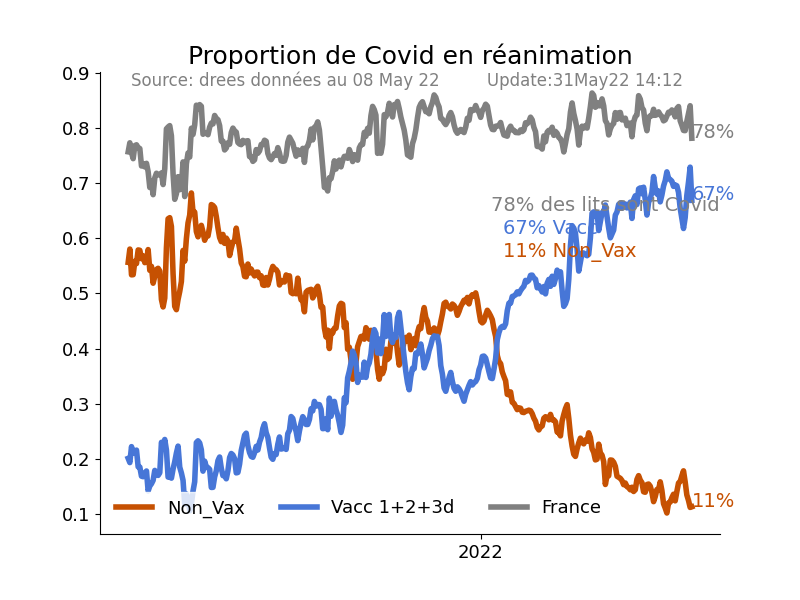 Proportion de Covid en réanimation
Source: drees données au 08 May 22
Update:31May22 14:12
0.9
0.8
0.7
0.6
0.5
0.4
0.3
0.2
0.1
78%
67%
78% des lits sont Covid
67% Vacc
11% Non_Vax
11%
Non_Vax
Vacc 1+2+3d
France
2022